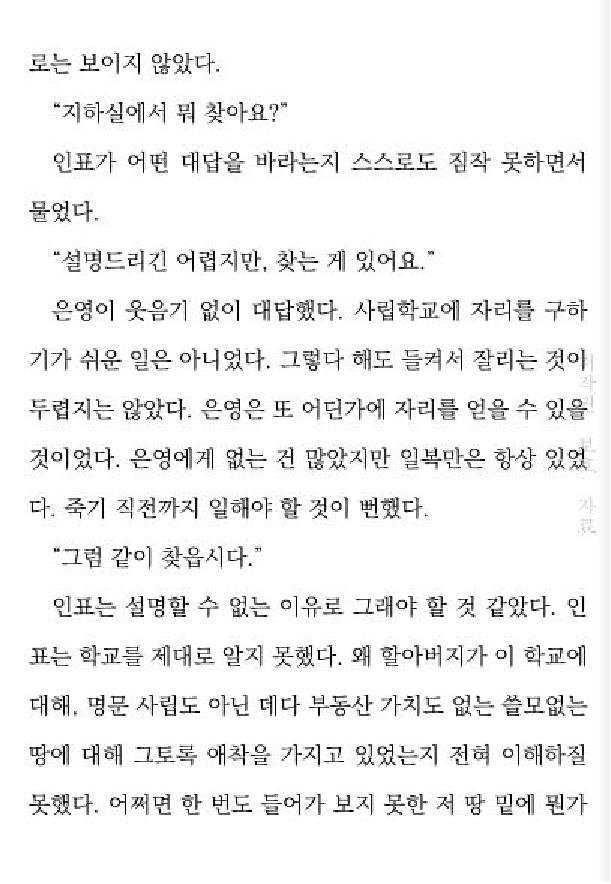 로는 보이지 않았다.
“지하실에서 뭐 찾아요?”
인표가 어떤 대답을 바라는지 스스로도 짐작 못하면서
물었다.
“설명드리긴 어렵지만, 찾는 게 있어요.”
은영이 웃음기 없이 대답했다. 사립학교에 자리를 구하
기가 쉬운 일은 아니었다. 그렇다 해도 들켜서 잘리는 것이
두렵지는 않았다. 은영은 또 어딘가에 자리를 얻을 수 있을
것이었다. 은영에게 없는 건 많았지만 일복만은 항상 있었
다. 죽기 직전까지 일해야 할 것이 뻔했다.
“그럼 같이 찾읍시다.”
인표는 설명할 수 없는 이유로 그래야 할 것 같았다. 인
표는 학교를 제대로 알지 못했다. 왜 할아버지가 이 학교에
대해, 명문 사립도 아닌 데다 부동산 가치도 없는 쓸모없는
땅에 대해 그토록 애착을 가지고 있었는지 전혀 이해하질
못했다. 어쩌면 한 번도 들어가 보지 못한 저 땅 밑에 뭔가
자료